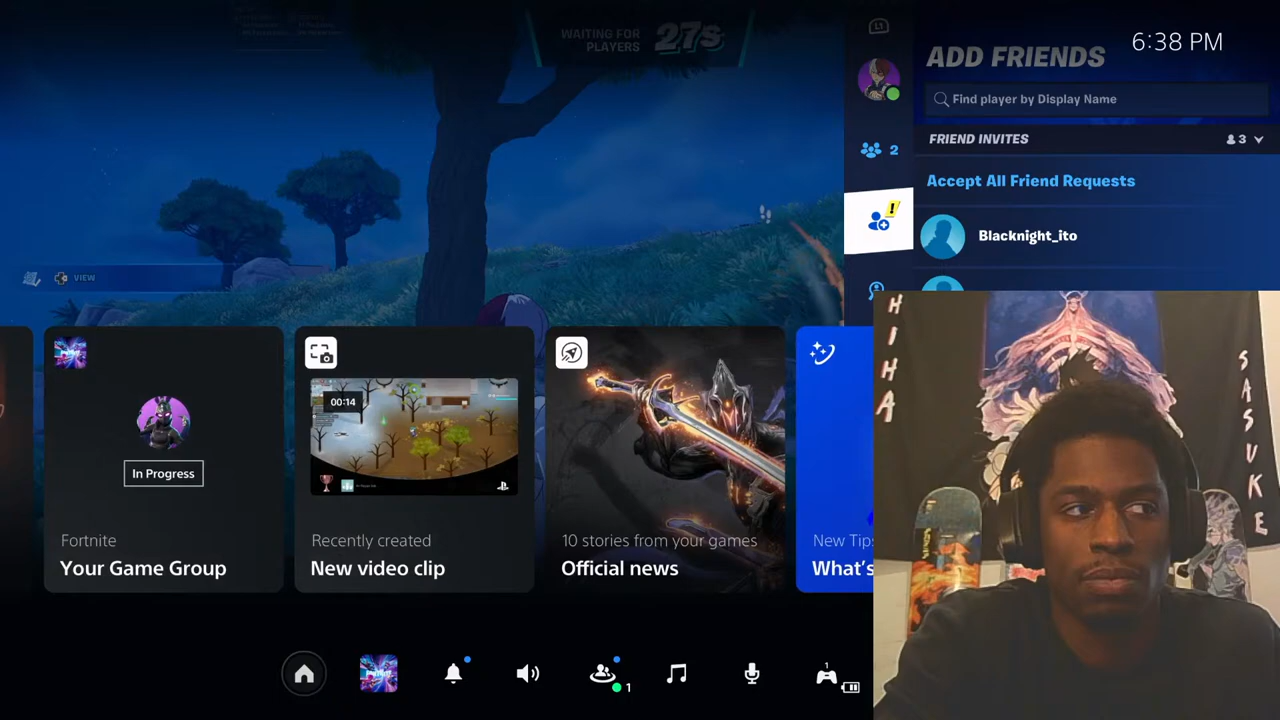 WAITING FOR
PLAYERS
27s
L1
6:38 PM
ADD FRIENDS
Find player by Display Name
2
FRIEND INVITES
3
Accept All Friend Requests
!
Blacknight_ito
VIEW
In Progress
Fortnite
Your Game Group
00:14
Recently created
New video clip
10 stories from your games
Official news
New Tips
What's
HIHA
SASUKE
1
1